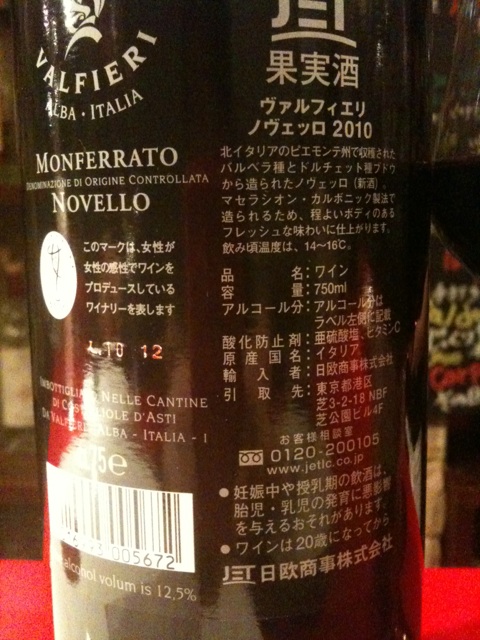 VALFIERI
ALBA · ITALIA
MONFERRATO
DENOMINAZIONE DI ORIGINE CONTROLLATA
NOVELLO
このマークは、女性が
女性の感性でワインを
プロデュースしている
ワイナリーを表します
L 10 12
IMBOTTIGLIATO NELLE CANTINE
DI COSTIGLIOLE D'ASTI
DA VALFIERI - ALBA - ITALIA - I
75e
005672
alcohol volum is 12,5%
JET
果実酒
ヴァルフィエリ
ノヴェッロ 2010
北イタリアのピエモンテ州で収穫された
バルベラ種とドルチェット種ブドウ
から造られたノヴェッロ（新酒）。
マセラシオン・カルボニック製法で
造られるため、程よいボディのある
フレッシュな味わいに仕上がります。
飲み頃温度は、14～16℃。
品名：ワイン
容量：750ml
アルコール分：アルコール分は
ラベル左側に記載
酸化防止剤：亜硫酸塩、ビタミンC
原産国名：イタリア
輸入者：日欧商事株式会社
引取先：東京都港区
芝3-2-18 NBF
芝公園ビル4F
お客様相談室
0120-200105
www.jetlc.co.jp
●妊娠中や授乳期の飲酒は、
胎児・乳児の発育に悪影響
を与えるおそれがあります。
●ワインは20歳になってから
JET 日欧商事株式会社